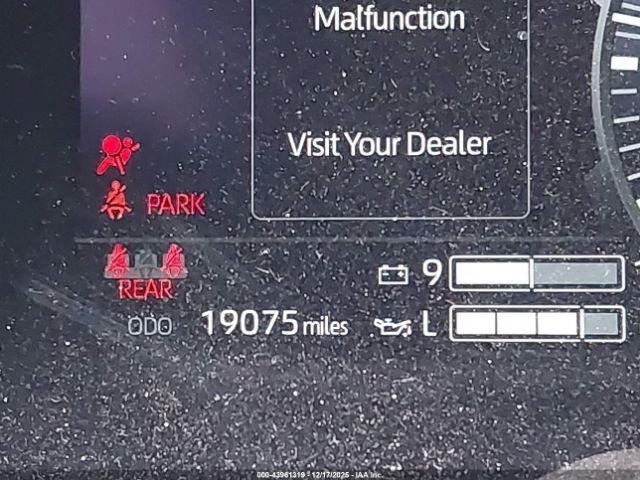 Malfunction
Visit Your Dealer
PARK
REAR
9
ODO 19075 miles
L
000-43961319 - 12/17/2025 - IAA Inc.